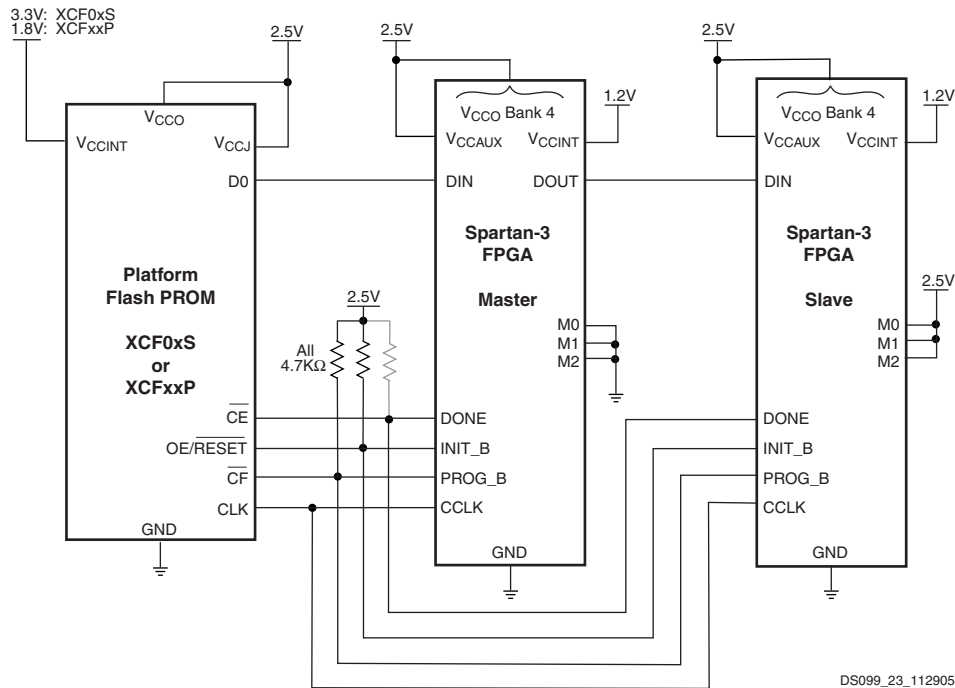 3.3V: XCF0xS
1.8V: XCFxxP
2.5V
2.5V
2.5V
VCCO
VCCINT
VCCJ
D0
Platform
Flash PROM
XCF0xS
or
XCFxxP
CE
OE/RESET
CF
CLK
GND
2.5V
All
4.7KΩ
1.2V
VCCO Bank 4
VCCAUX
VCCINT
DIN
DOUT
Spartan-3
FPGA
Master
M0
M1
M2
DONE
INIT_B
PROG_B
CCLK
GND
1.2V
VCCO Bank 4
VCCAUX
VCCINT
DIN
Spartan-3
FPGA
Slave
2.5V
M0
M1
M2
DONE
INIT_B
PROG_B
CCLK
GND
DS099_23_112905